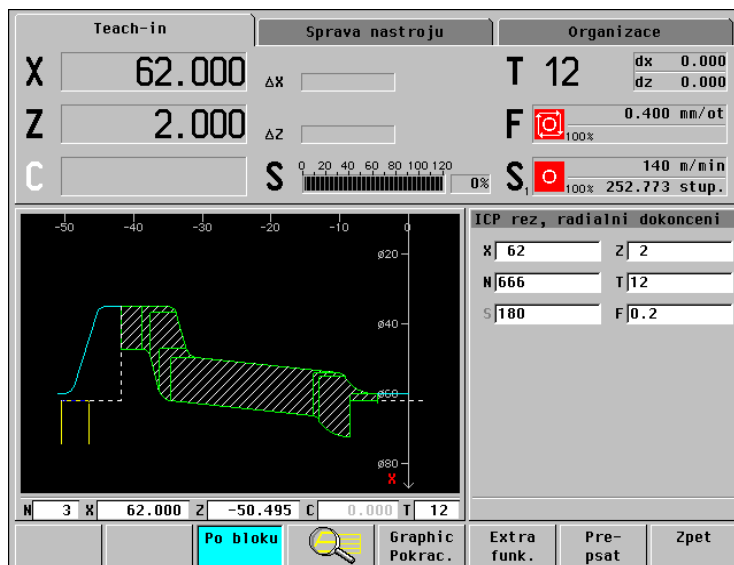 Teach-in Sprava nastroju Organizace
X 62.000 ΔX T 12 dx 0.000
dz 0.000
Z 2.000 ΔZ F 100% 0.400 mm/ot
C S 0 20 40 60 80 100 120 0% S1 100% 140 m/min
252.773 stup.
-50 -40 -30 -20 -10 0
ø20
ø40
ø60
ø80
X
ICP rez, radialni dokonceni
X 62 Z 2
N 666 T 12
S 180 F 0.2
N 3 X 62.000 Z -50.495 C 0.000 T 12
Po bloku Graphic Pokrac. Extra funk. Pre-psat Zpet